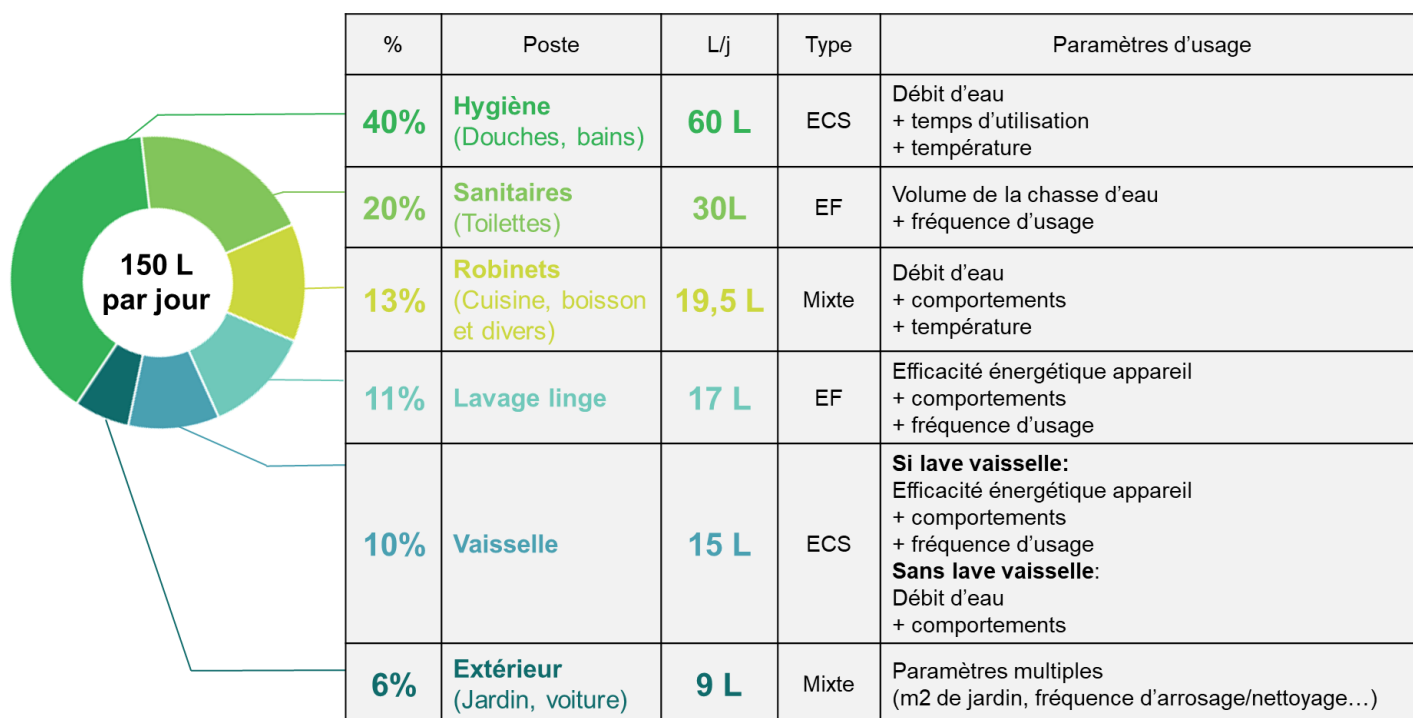 150 L
par jour
% Poste L/j Type Paramètres d’usage
40%
Hygiène
(Douches, bains)
60 L
ECS
Débit d’eau
+ temps d’utilisation
+ température
20%
Sanitaires
(Toilettes)
30L
EF
Volume de la chasse d’eau
+ fréquence d’usage
13%
Robinets
(Cuisine, boisson
et divers)
19,5 L
Mixte
Débit d’eau
+ comportements
+ température
11%
Lavage linge
17 L
EF
Efficacité énergétique appareil
+ comportements
+ fréquence d’usage
10%
Vaisselle
15 L
ECS
Si lave vaisselle:
Efficacité énergétique appareil
+ comportements
+ fréquence d’usage
Sans lave vaisselle:
Débit d’eau
+ comportements
6%
Extérieur
(Jardin, voiture)
9 L
Mixte
Paramètres multiples
(m2 de jardin, fréquence d’arrosage/nettoyage…)